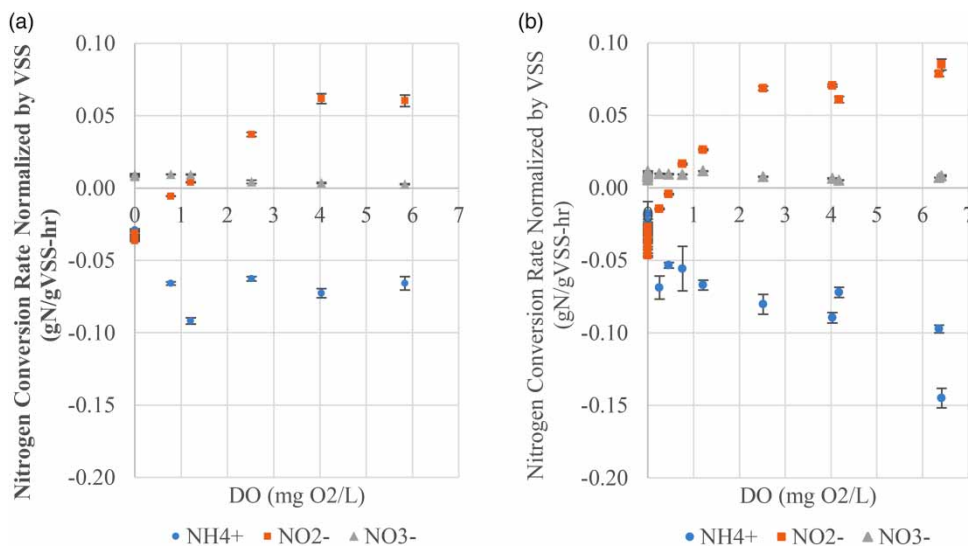 (a)
Nitrogen Conversion Rate Normalized by VSS
(gN/gVSS-hr)
0.10
0.05
0.00
-0.05
-0.10
-0.15
-0.20
0 1 2 3 4 5 6 7
DO (mg O2/L)
NH4+ NO2- NO3-
(b)
Nitrogen Conversion Rate Normalized by VSS
(gN/gVSS-hr)
0.10
0.05
0.00
-0.05
-0.10
-0.15
-0.20
0 1 2 3 4 5 6 7
DO (mg O2/L)
NH4+ NO2- NO3-